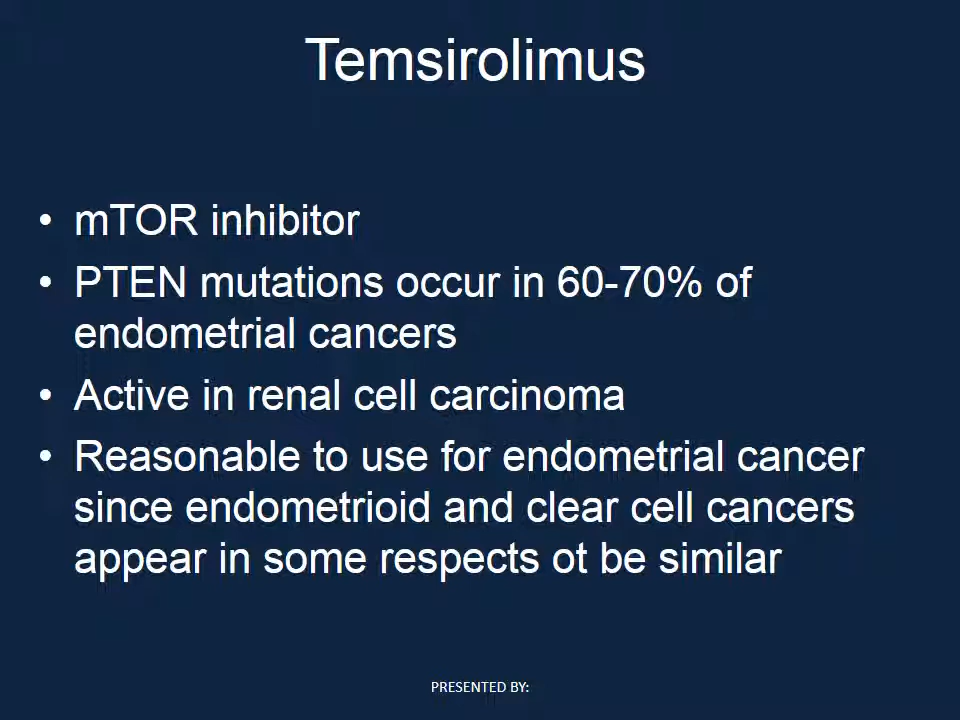 Temsirolimus
• mTOR inhibitor
• PTEN mutations occur in 60-70% of
endometrial cancers
• Active in renal cell carcinoma
• Reasonable to use for endometrial cancer
since endometrioid and clear cell cancers
appear in some respects ot be similar
PRESENTED BY: